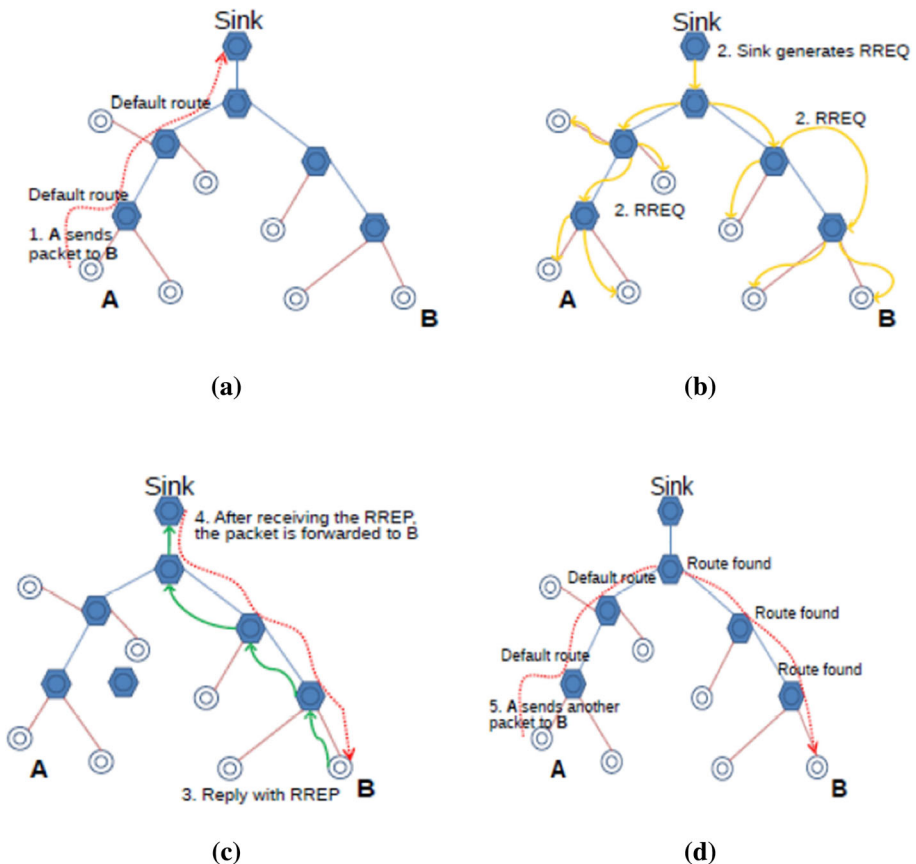 Sink
Default route
Default route
1. A sends
packet to B
A
B
(a)
Sink
2. Sink generates RREQ
2. RREQ
2. RREQ
A
B
(b)
Sink
4. After receiving the RREP,
the packet is forwarded to B
A
3. Reply with RREP
B
(c)
Sink
Route found
Default route
Route found
Default route
Route found
5. A sends another
packet to B
A
B
(d)